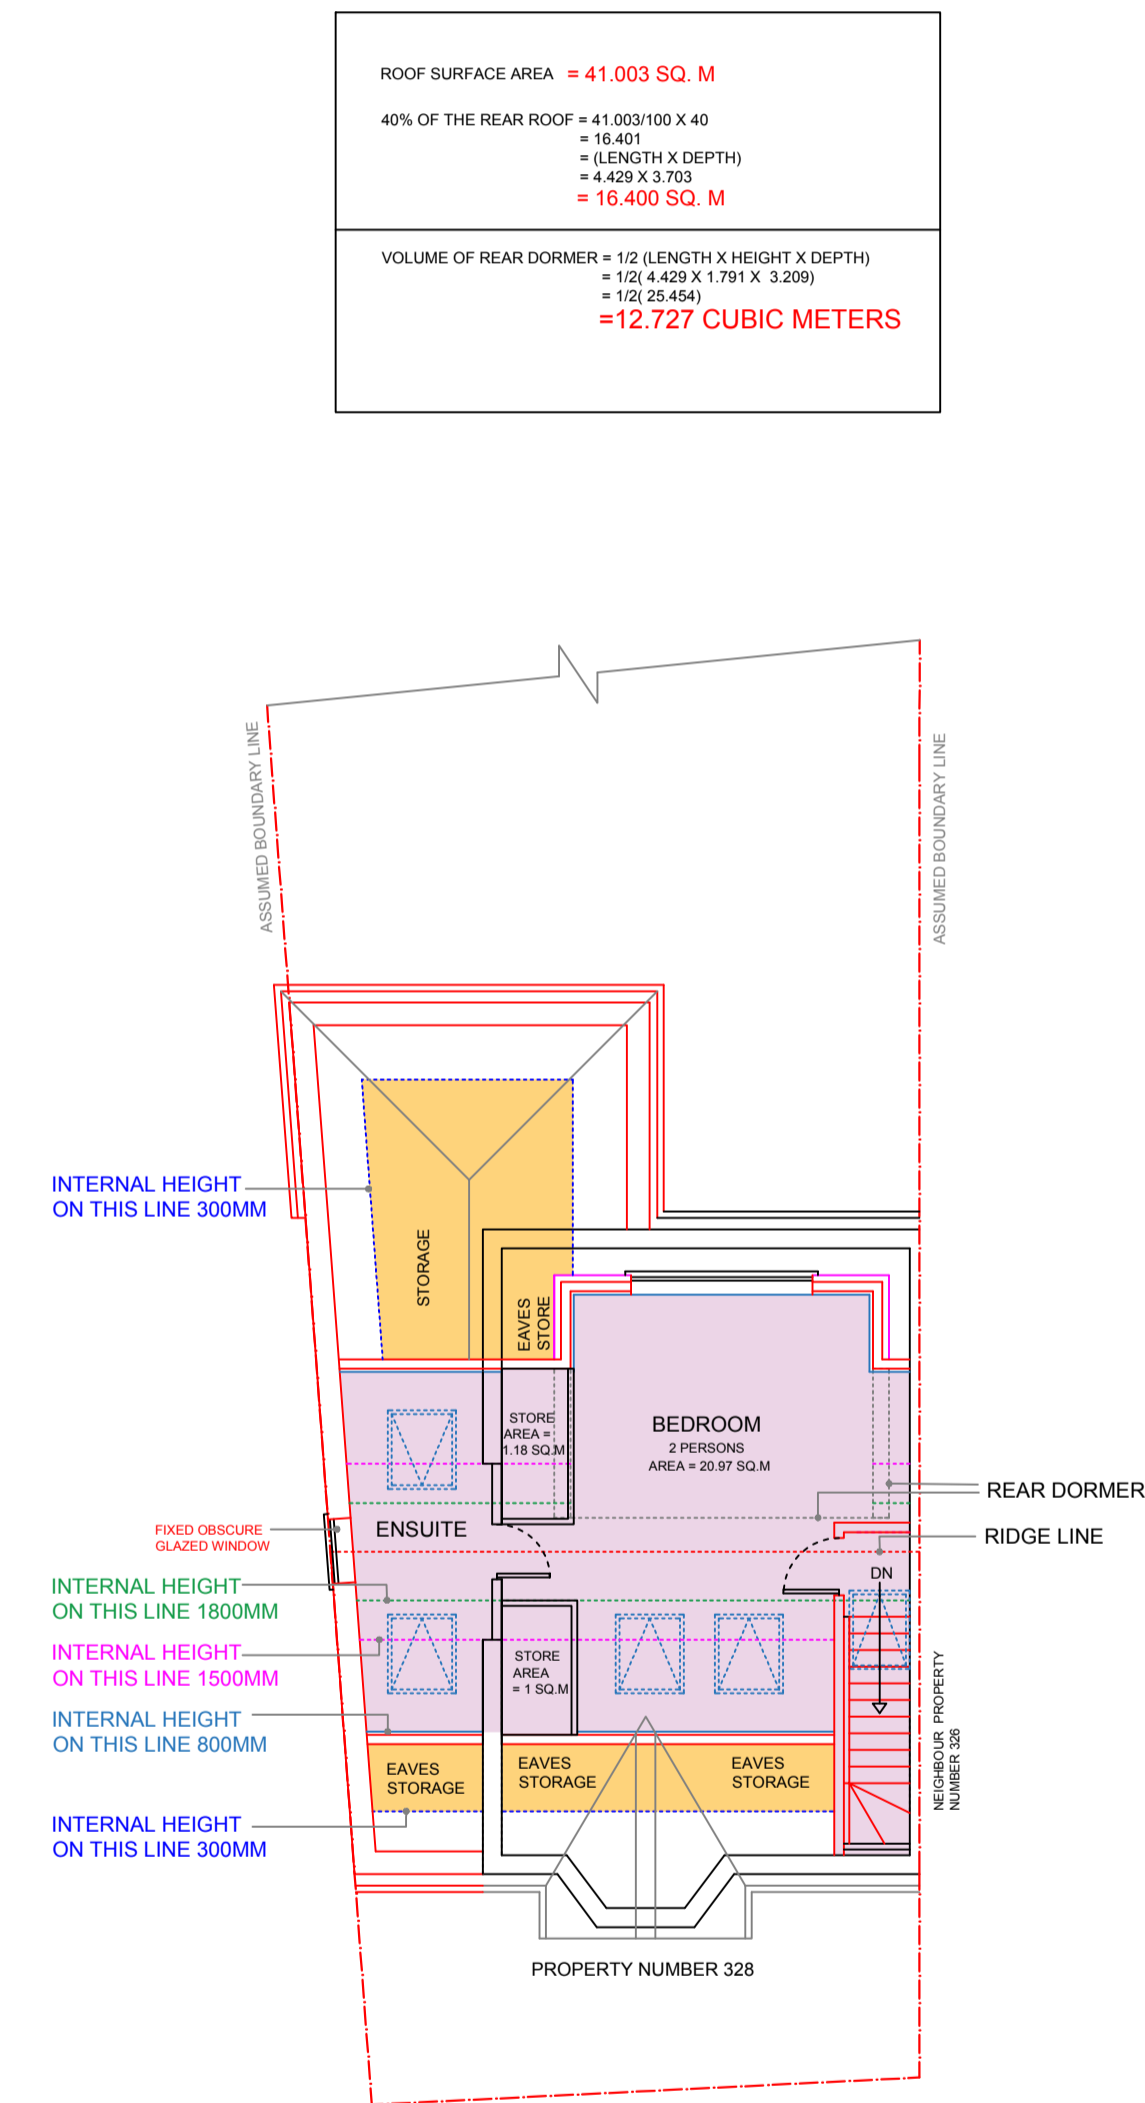 ROOF SURFACE AREA = 41.003 SQ. M
40% OF THE REAR ROOF = 41.003/100 X 40
= 16.401
= (LENGTH X DEPTH)
= 4.429 X 3.703
= 16.400 SQ. M
VOLUME OF REAR DORMER = 1/2 (LENGTH X HEIGHT X DEPTH)
= 1/2( 4.429 X 1.791 X 3.209)
= 1/2( 25.454)
=12.727 CUBIC METERS
ASSUMED BOUNDARY LINE
ASSUMED BOUNDARY LINE
INTERNAL HEIGHT
ON THIS LINE 300MM
STORAGE
EAVES
STORE
STORE
AREA =
1.18 SQ.M
BEDROOM
2 PERSONS
AREA = 20.97 SQ.M
REAR DORMER
RIDGE LINE
FIXED OBSCURE
GLAZED WINDOW
ENSUITE
DN
INTERNAL HEIGHT
ON THIS LINE 1800MM
INTERNAL HEIGHT
ON THIS LINE 1500MM
STORE
AREA
= 1 SQ.M
NEIGHBOUR PROPERTY
NUMBER 326
INTERNAL HEIGHT
ON THIS LINE 800MM
EAVES
STORAGE
EAVES
STORAGE
EAVES
STORAGE
INTERNAL HEIGHT
ON THIS LINE 300MM
PROPERTY NUMBER 328